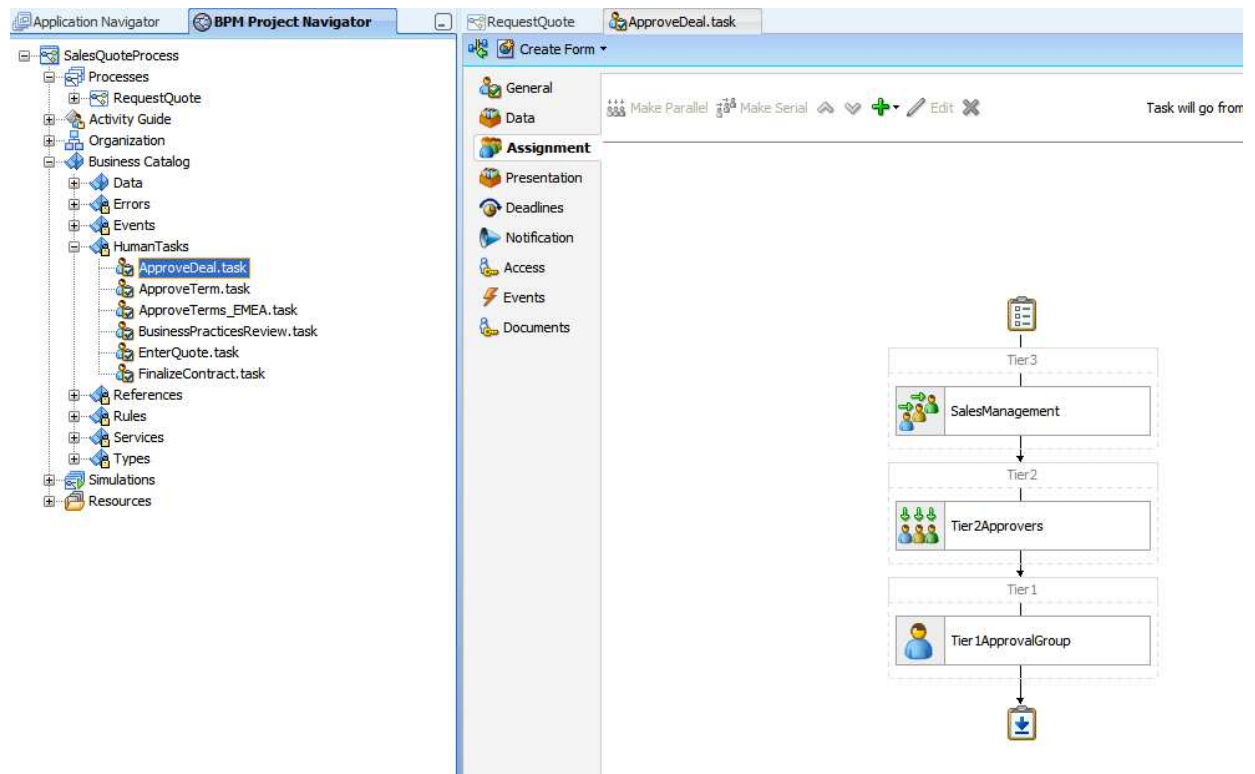 Application Navigator
BPM Project Navigator
SalesQuoteProcess
Processes
RequestQuote
Activity Guide
Organization
Business Catalog
Data
Errors
Events
HumanTasks
ApproveDeal.task
ApproveTerm.task
ApproveTerms_EMEA.task
BusinessPracticesReview.task
EnterQuote.task
FinalizeContract.task
References
Rules
Services
Types
Simulations
Resources
RequestQuote
ApproveDeal.task
Create Form
General
Data
Assignment
Presentation
Deadlines
Notification
Access
Events
Documents
Make Parallel Make Serial Edit Task will go from
Tier3
SalesManagement
Tier2
Tier2Approvers
Tier1
Tier1ApprovalGroup